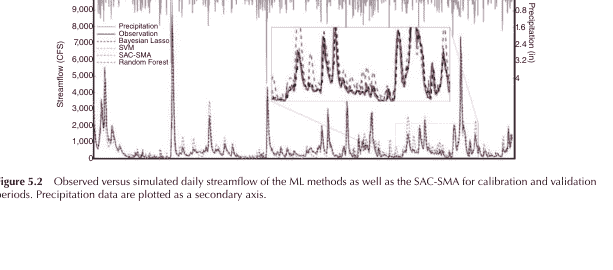 9,000
8,000
7,000
6,000
5,000
4,000
3,000
2,000
1,000
0
Streamflow (CFS)
Precipitation
Observation
Bayesian Lasso
SVM
SAC-SMA
Random Forest
0.8
1.6
2.4
3.2
4
Precipitation (in)
igure 5.2 Observed versus simulated daily streamflow of the ML methods as well as the SAC-SMA for calibration and validation
periods. Precipitation data are plotted as a secondary axis.